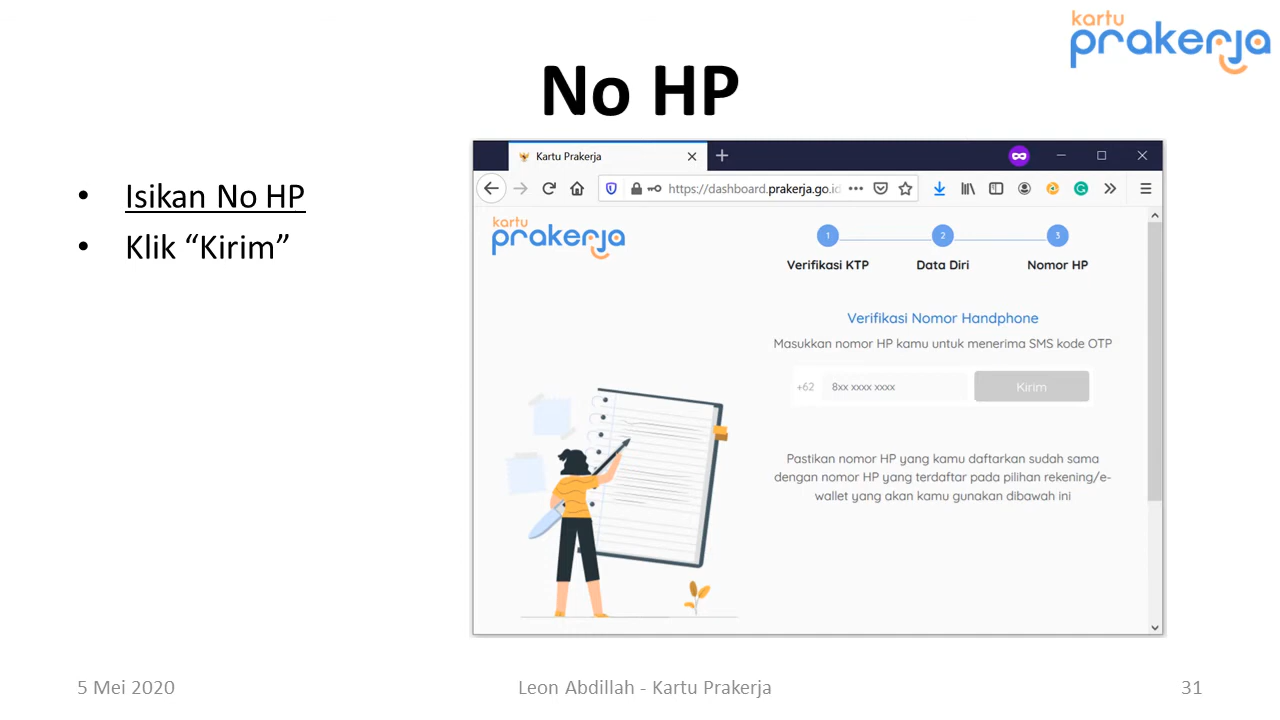 kartu
prakerja
No HP
• Isikan No HP
• Klik “Kirim”
Kartu Prakerja
https://dashboard.prakerja.go.id
kartu
prakerja
1
2
3
Verifikasi KTP
Data Diri
Nomor HP
Verifikasi Nomor Handphone
Masukkan nomor HP kamu untuk menerima SMS kode OTP
+62
8xx xxxx xxxx
Kirim
Pastikan nomor HP yang kamu daftarkan sudah sama
dengan nomor HP yang terdaftar pada pilihan rekening/e-
wallet yang akan kamu gunakan dibawah ini
5 Mei 2020
Leon Abdillah - Kartu Prakerja
31